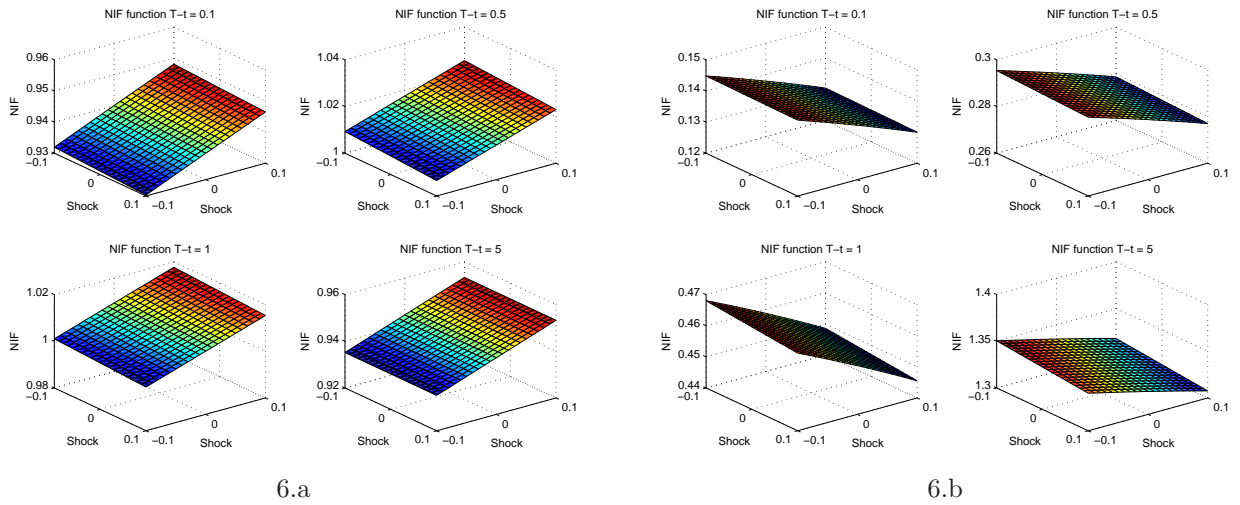 NIF function T−t = 0.1
0.96
0.95
0.94
0.93
−0.1
0
0.1
−0.1
0
0.1
Shock
Shock
NIF
NIF function T−t = 0.5
1.04
1.02
1
−0.1
0
0.1
−0.1
0
0.1
Shock
Shock
NIF
NIF function T−t = 1
1.02
1
0.98
−0.1
0
0.1
−0.1
0
0.1
Shock
Shock
NIF
NIF function T−t = 5
0.96
0.94
0.92
−0.1
0
0.1
−0.1
0
0.1
Shock
Shock
NIF
6.a
NIF function T−t = 0.1
0.15
0.14
0.13
0.12
−0.1
0
0.1
−0.1
0
0.1
Shock
Shock
NIF
NIF function T−t = 0.5
0.3
0.28
0.26
−0.1
0
0.1
−0.1
0
0.1
Shock
Shock
NIF
NIF function T−t = 1
0.47
0.46
0.45
0.44
−0.1
0
0.1
−0.1
0
0.1
Shock
Shock
NIF
NIF function T−t = 5
1.4
1.35
1.3
−0.1
0
0.1
−0.1
0
0.1
Shock
Shock
NIF
6.b